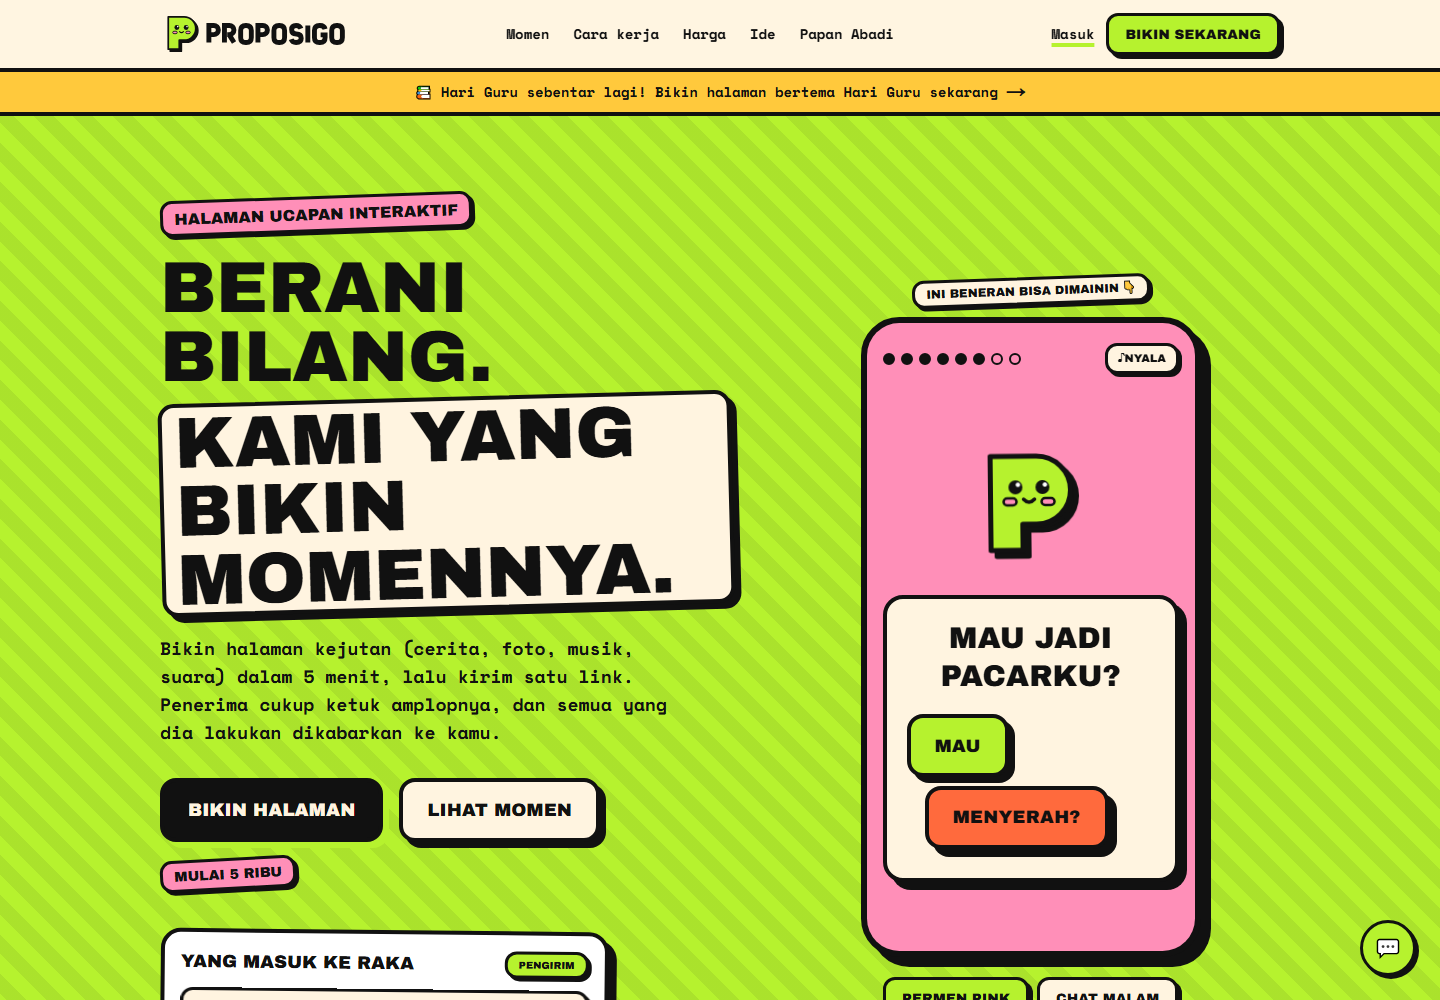 PROPOSIGO
Momen Cara kerja Harga Ide Papan Abadi
Masuk BIKIN SEKARANG
📚 Hari Guru sebentar lagi! Bikin halaman bertema Hari Guru sekarang →
HALAMAN UCAPAN INTERAKTIF
BERANI
BILANG.
KAMI YANG
BIKIN
MOMENNYA.
Bikin halaman kejutan (cerita, foto, musik,
suara) dalam 5 menit, lalu kirim satu link.
Penerima cukup ketuk amplopnya, dan semua yang
dia lakukan dikabarkan ke kamu.
BIKIN HALAMAN LIHAT MOMEN
MULAI 5 RIBU
YANG MASUK KE RAKA PENGIRIM
INI BENERAN BISA DIMAININ 👇
♪NYALA
MAU JADI
PACARKU?
MAU
MENYERAH?
PERMEN PINK CHAT MALAM